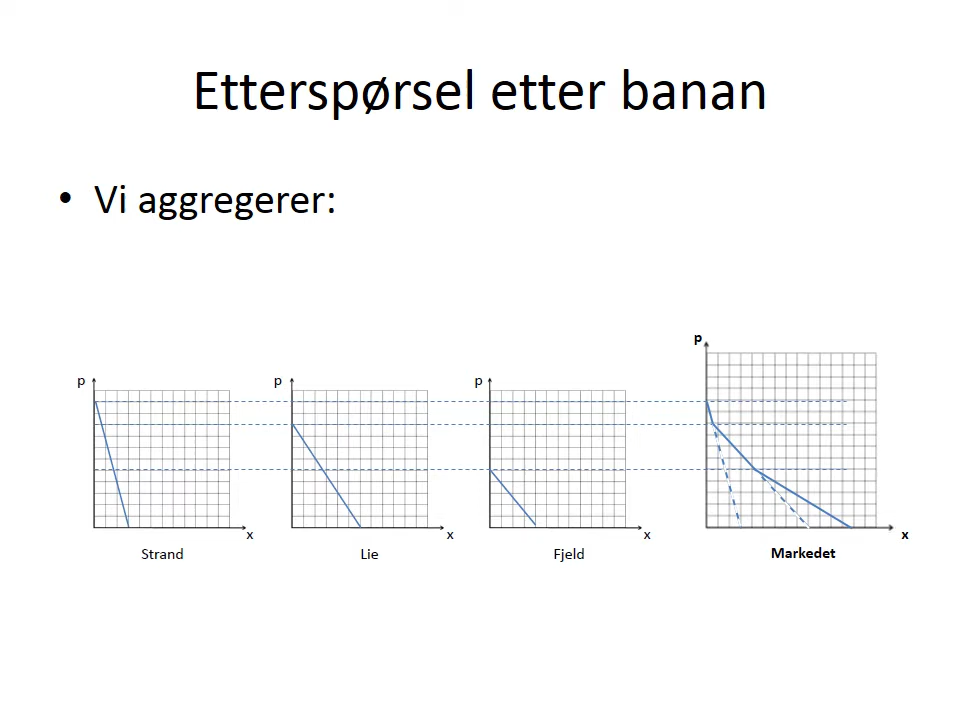 Etterspørsel etter banan
• Vi aggregerer:
p
x
Strand
p
x
Lie
p
x
Fjeld
p
x
Markedet